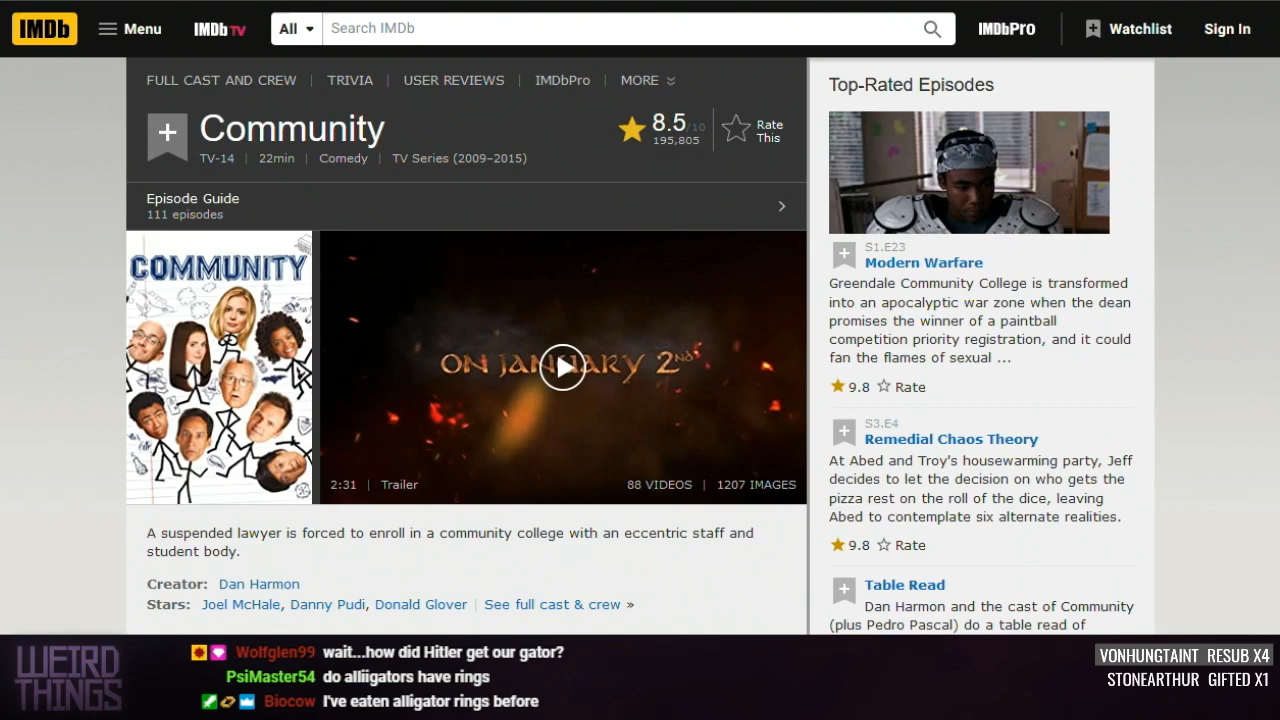 IMDb
Menu
IMDb TV
All
Search IMDb
IMDbPRO
Watchlist
Sign In
FULL CAST AND CREW | TRIVIA | USER REVIEWS | IMDbPro | MORE
Community
TV-14 | 22min | Comedy | TV Series (2009–2015)
8.5/10
195,805
Rate
This
Episode Guide
111 episodes
COMMUNITY
ON JANUARY 2nd
2:31 | Trailer
88 VIDEOS | 1207 IMAGES
A suspended lawyer is forced to enroll in a community college with an eccentric staff and
student body.
Creator: Dan Harmon
Stars: Joel McHale, Danny Pudi, Donald Glover | See full cast & crew »
Top-Rated Episodes
S1.E23
Modern Warfare
Greendale Community College is transformed
into an apocalyptic war zone when the dean
promises the winner of a paintball
competition priority registration, and it could
fan the flames of sexual ...
9.8 Rate
S3.E4
Remedial Chaos Theory
At Abed and Troy's housewarming party, Jeff
decides to let the decision on who gets the
pizza rest on the roll of the dice, leaving
Abed to contemplate six alternate realities.
9.8 Rate
Table Read
Dan Harmon and the cast of Community
(plus Pedro Pascal) do a table read of
WEIRD
THINGS
Wolfglen99 wait...how did Hitler get our gator?
PsiMaster54 do alliigators have rings
Biocow I've eaten alligator rings before
VONHUNGTAINT RESUB X4
STONEARTHUR GIFTED X1